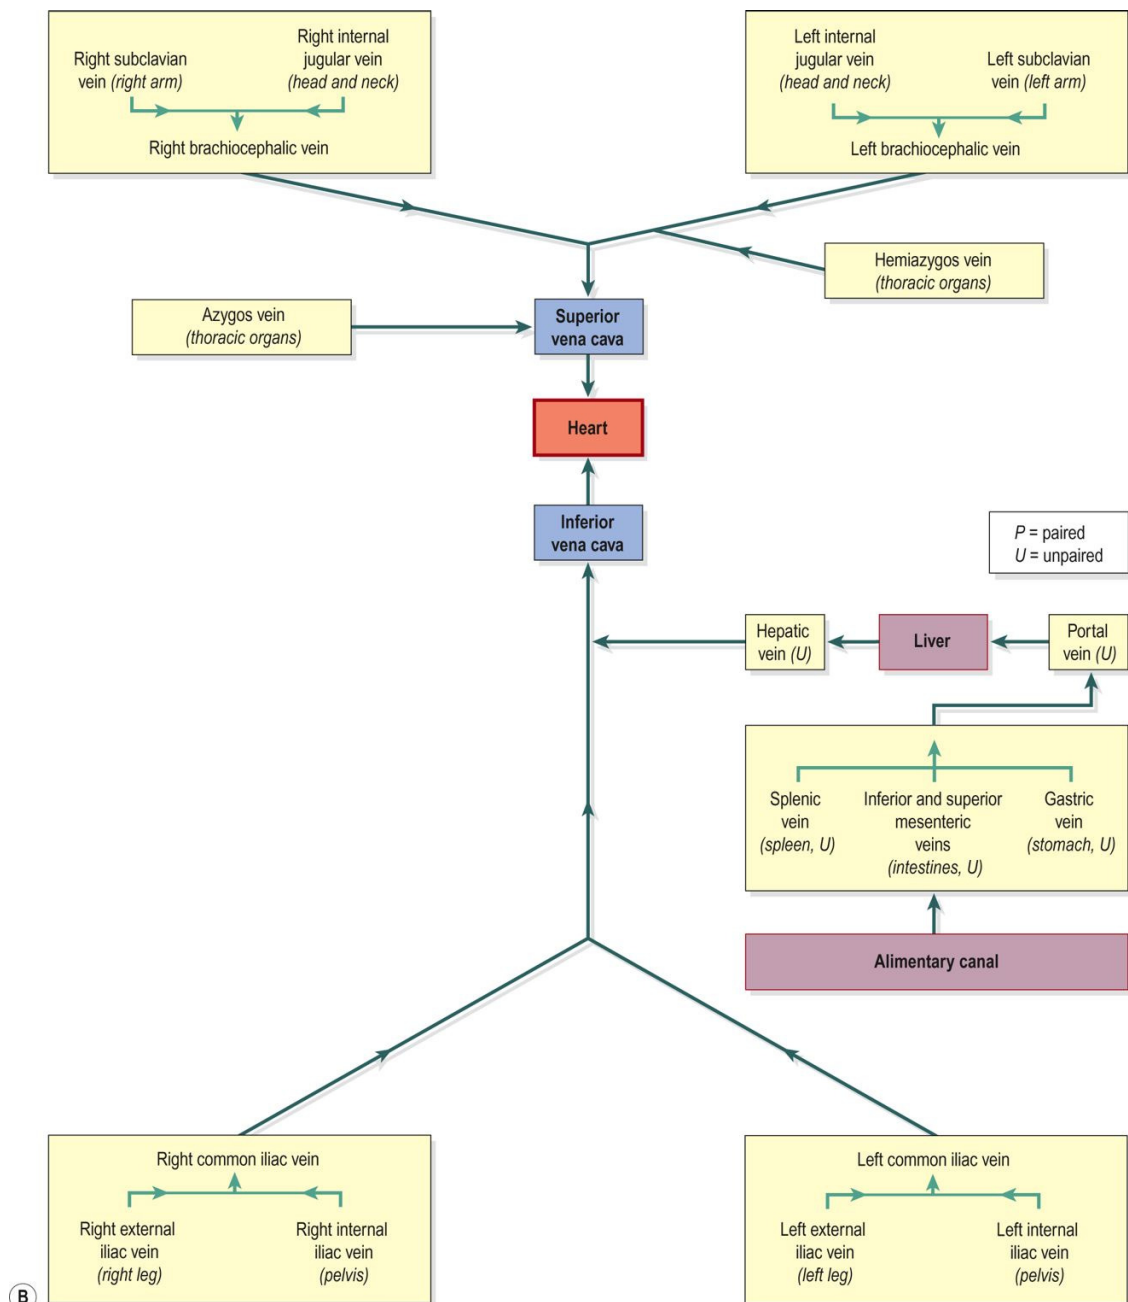 Right subclavian
vein (right arm)
Right internal
jugular vein
(head and neck)
Right brachiocephalic vein
Left internal
jugular vein
(head and neck)
Left subclavian
vein (left arm)
Left brachiocephalic vein
Hemiazygos vein
(thoracic organs)
Azygos vein
(thoracic organs)
Superior
vena cava
Heart
Inferior
vena cava
P = paired
U = unpaired
Hepatic
vein (U)
Liver
Portal
vein (U)
Splenic
vein
(spleen, U)
Inferior and superior
mesenteric
veins
(intestines, U)
Gastric
vein
(stomach, U)
Alimentary canal
Right common iliac vein
Right external
iliac vein
(right leg)
Right internal
iliac vein
(pelvis)
Left common iliac vein
Left external
iliac vein
(left leg)
Left internal
iliac vein
(pelvis)
B